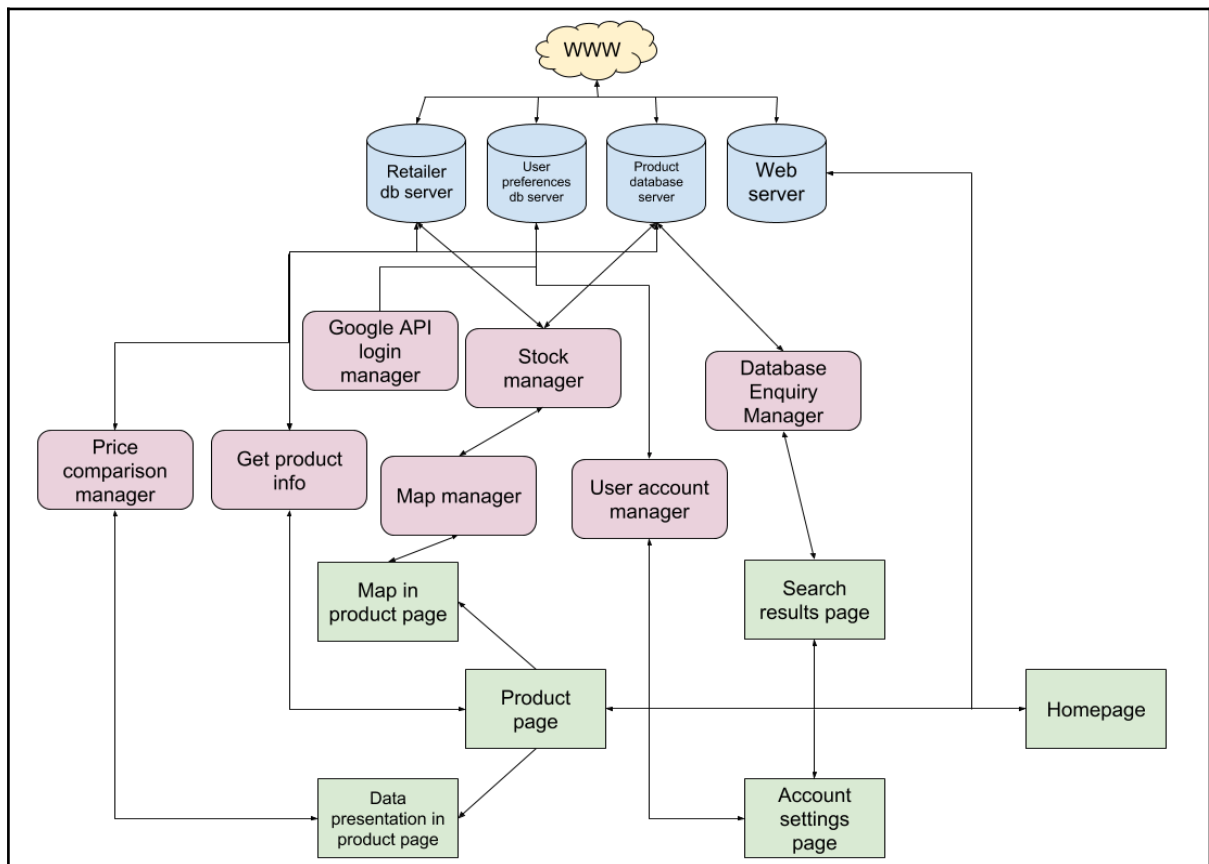 WWW
Retailer
db server
User
preferences
db server
Product
database
server
Web
server
Google API
login
manager
Stock
manager
Database
Enquiry
Manager
Price
comparison
manager
Get product
info
Map manager
User account
manager
Map in
product page
Search
results page
Product
page
Homepage
Data
presentation in
product page
Account
settings
page